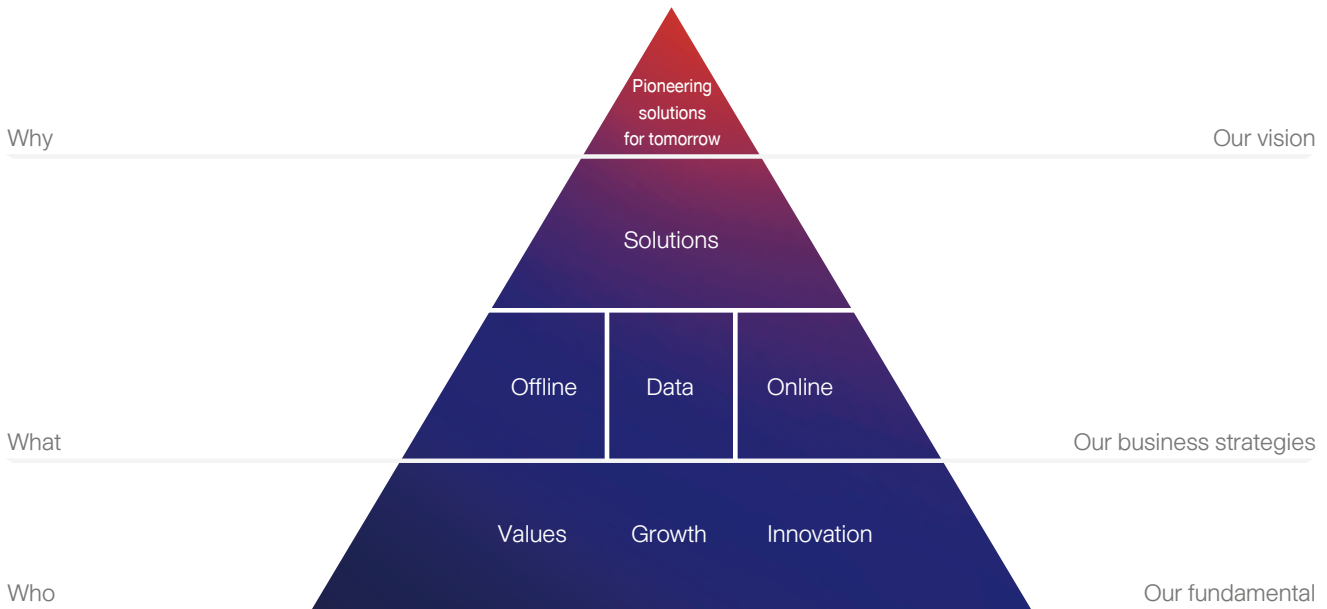 Pioneering
solutions
for tomorrow
Why
Our vision
Solutions
Offline
Data
Online
What
Our business strategies
Values
Growth
Innovation
Who
Our fundamental